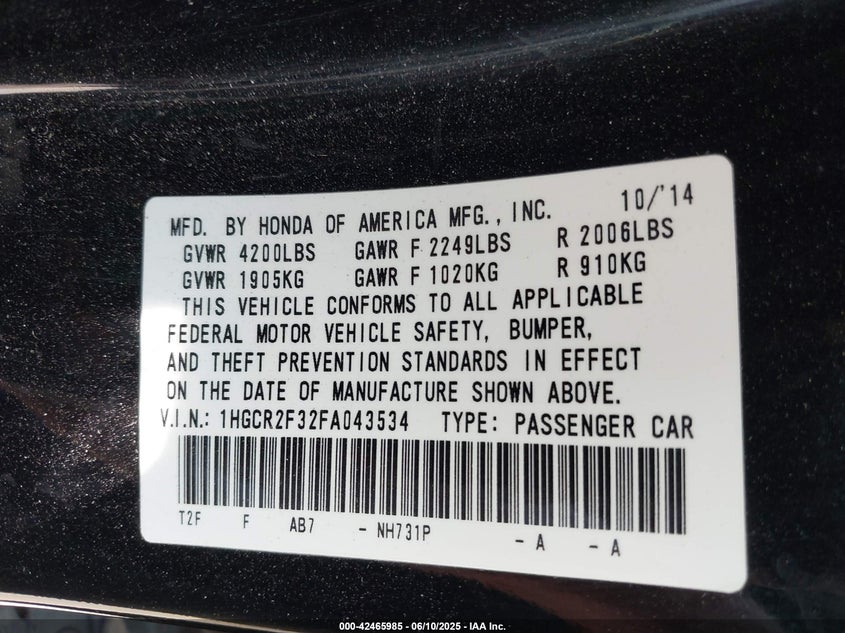 MFD. BY HONDA OF AMERICA MFG., INC. 10/'14
GVWR 4200LBS GAWR F 2249LBS R 2006LBS
GVWR 1905KG GAWR F 1020KG R 910KG
THIS VEHICLE CONFORMS TO ALL APPLICABLE
FEDERAL MOTOR VEHICLE SAFETY, BUMPER,
AND THEFT PREVENTION STANDARDS IN EFFECT
ON THE DATE OF MANUFACTURE SHOWN ABOVE.
V.I.N.: 1HGCR2F32FA043534 TYPE: PASSENGER CAR
T2F F AB7 - NH731P - A - A
000-42465985 - 06/10/2025 - IAA Inc.